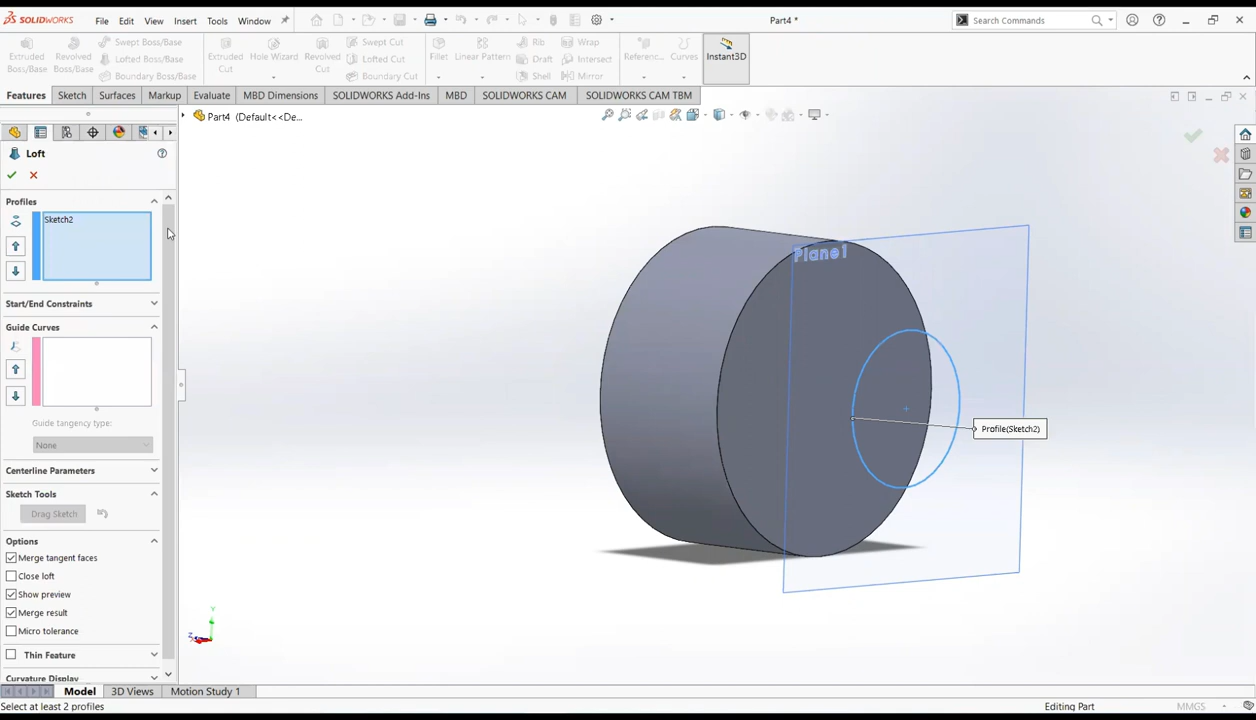 SOLIDWORKS File Edit View Insert Tools Window Part4 * Search Commands
Extruded Boss/Base
Revolved Boss/Base
Swept Boss/Base
Lofted Boss/Base
Boundary Boss/Base
Extruded Cut
Hole Wizard
Revolved Cut
Swept Cut
Lofted Cut
Boundary Cut
Fillet
Linear Pattern
Rib
Draft
Shell
Wrap
Intersect
Mirror
Referenc...
Curves
Instant3D
Features Sketch Surfaces Markup Evaluate MBD Dimensions SOLIDWORKS Add-Ins MBD SOLIDWORKS CAM SOLIDWORKS CAM TBM
Part4 (Default<<De...
Loft
Profiles
Sketch2
Start/End Constraints
Guide Curves
Guide tangency type:
None
Centerline Parameters
Sketch Tools
Drag Sketch
Options
Merge tangent faces
Close loft
Show preview
Merge result
Micro tolerance
Thin Feature
Curvature Display
Plane1
Profile(Sketch2)
Y
Z
Model 3D Views Motion Study 1
Select at least 2 profiles Editing Part MMGS